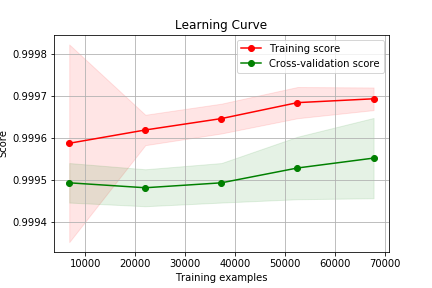 Learning Curve
Training score
Cross-validation score
0.9998
0.9997
0.9996
0.9995
0.9994
Score
10000 20000 30000 40000 50000 60000 70000
Training examples